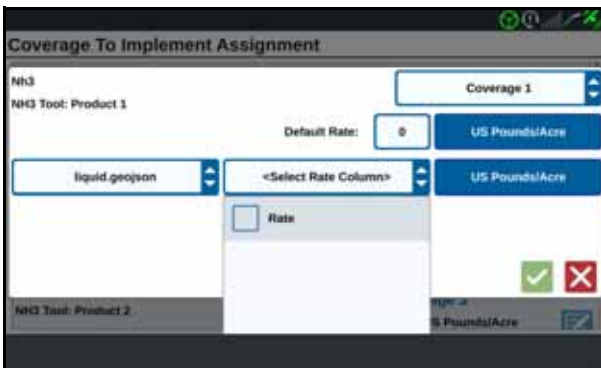 Coverage To Implement Assignment
Nh3
Coverage 1
NH3 Tool: Product 1
Default Rate: 0 US Pounds/Acre
liquid.geojson <Select Rate Column> US Pounds/Acre
Rate
NH3 Tool: Product 2
US Pounds/Acre